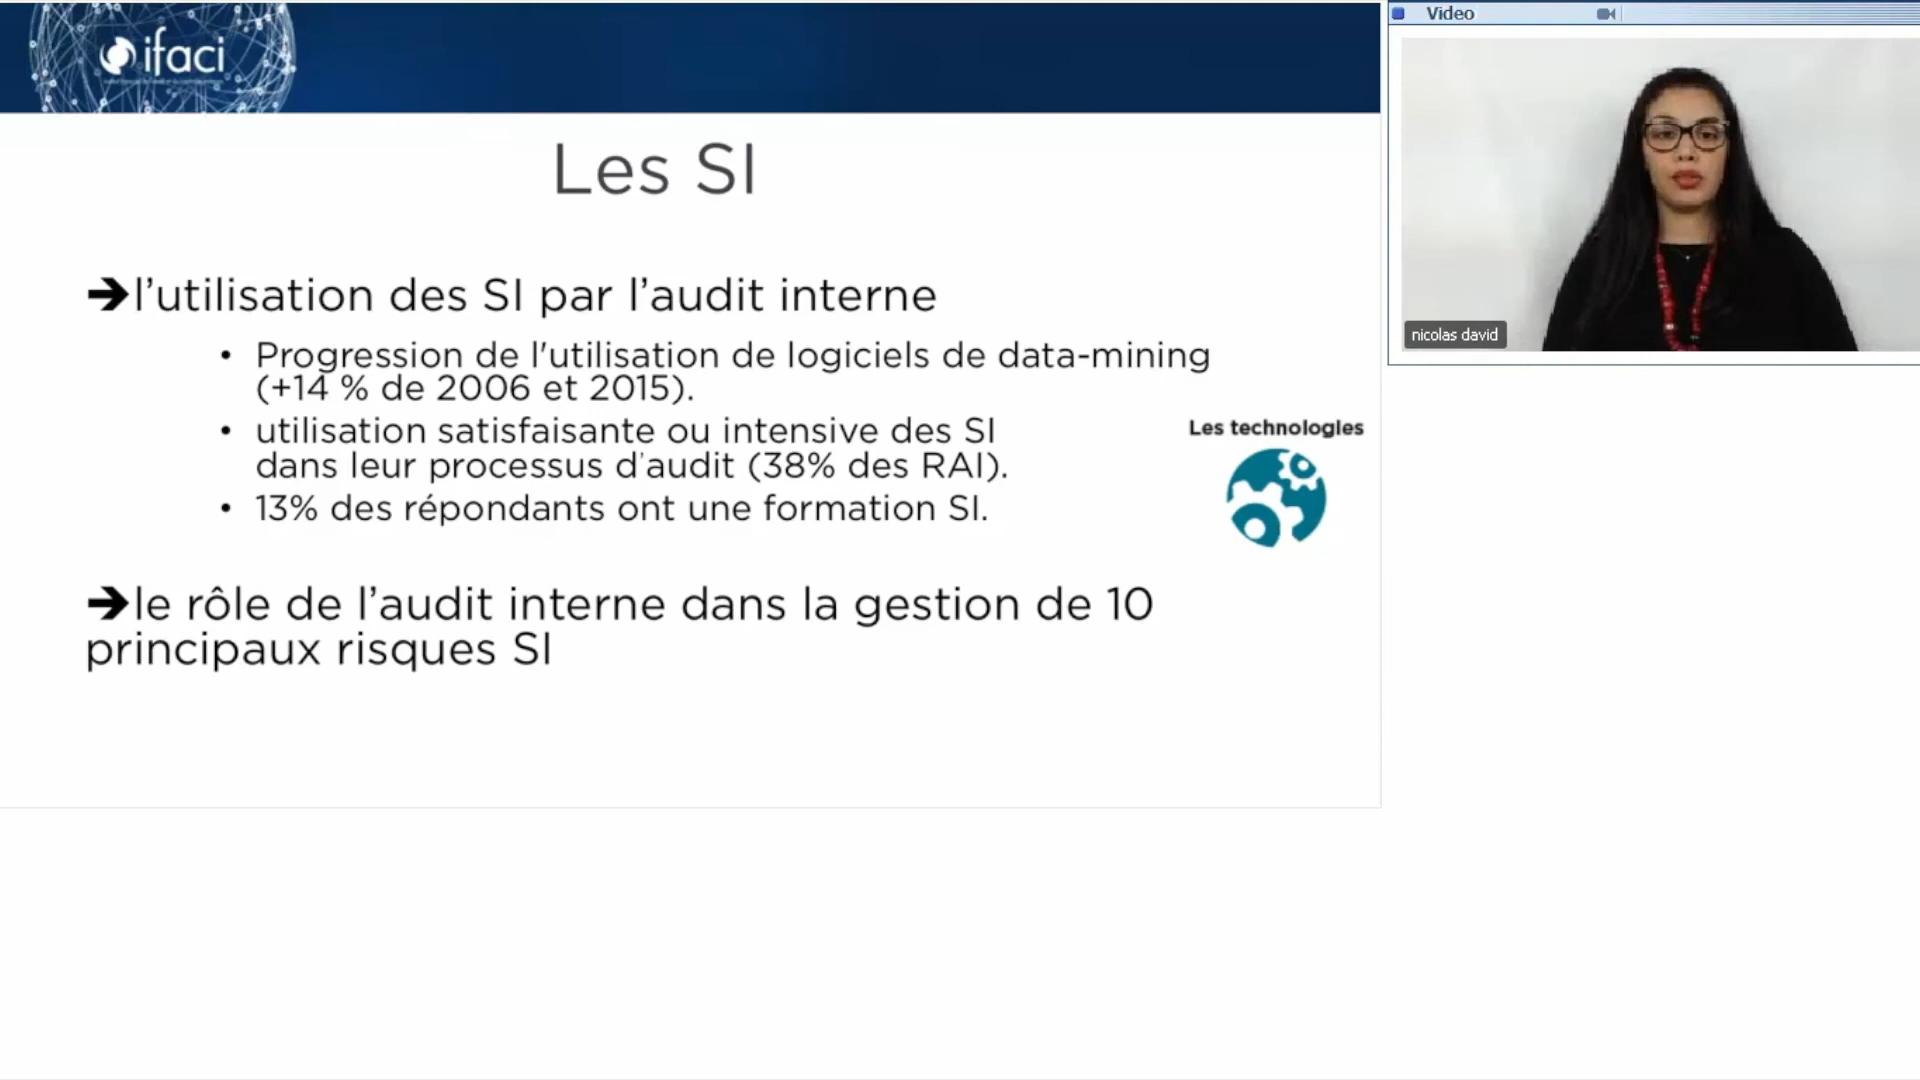 ifaci
Les SI
➔l’utilisation des SI par l’audit interne
• Progression de l'utilisation de logiciels de data-mining
(+14 % de 2006 et 2015).
• utilisation satisfaisante ou intensive des SI
dans leur processus d’audit (38% des RAI).
• 13% des répondants ont une formation SI.
Les technologies
➔le rôle de l’audit interne dans la gestion de 10
principaux risques SI
Video
nicolas david